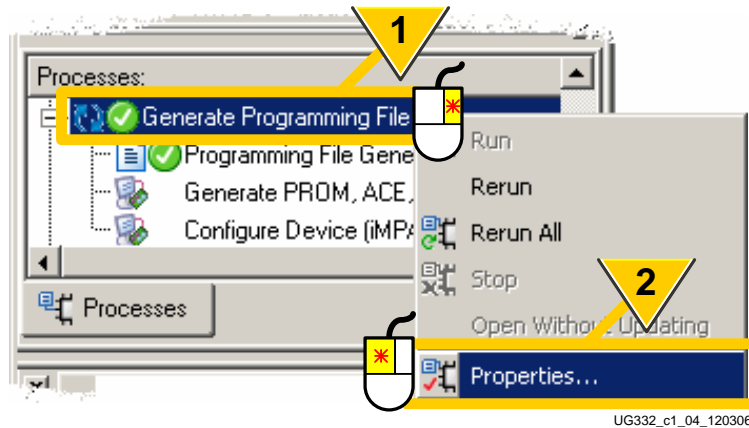 1
Processes:
Generate Programming File
Programming File Gene
Generate PROM, ACE,
Configure Device (iMPA
Processes
Run
Rerun
Rerun All
Stop
2
Open Without Updating
Properties...
UG332_c1_04_120306